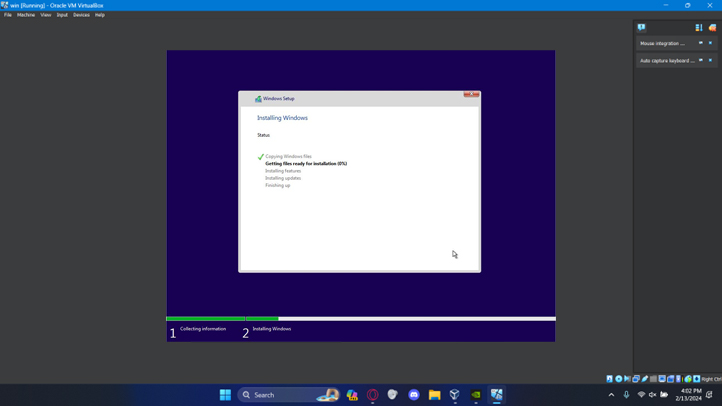 win [Running] - Oracle VM VirtualBox
File Machine View Input Devices Help
Mouse integration ...
Auto capture keyboard ...
Windows Setup
Installing Windows
Status
Copying Windows files
Getting files ready for installation (0%)
Installing features
Installing updates
Finishing up
1 Collecting information
2 Installing Windows
Right Ctrl
Search
4:02 PM
2/13/2024